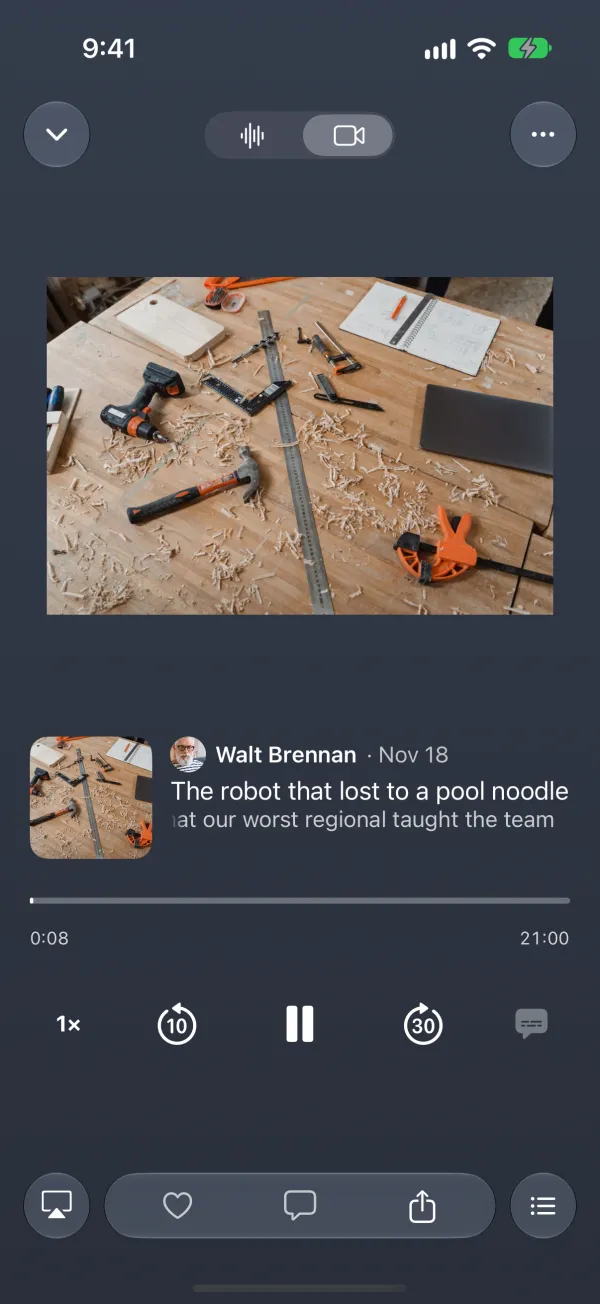 9:41
Walt Brennan · Nov 18
The robot that lost to a pool noodle
at our worst regional taught the team
0:08
21:00
1×
10
30